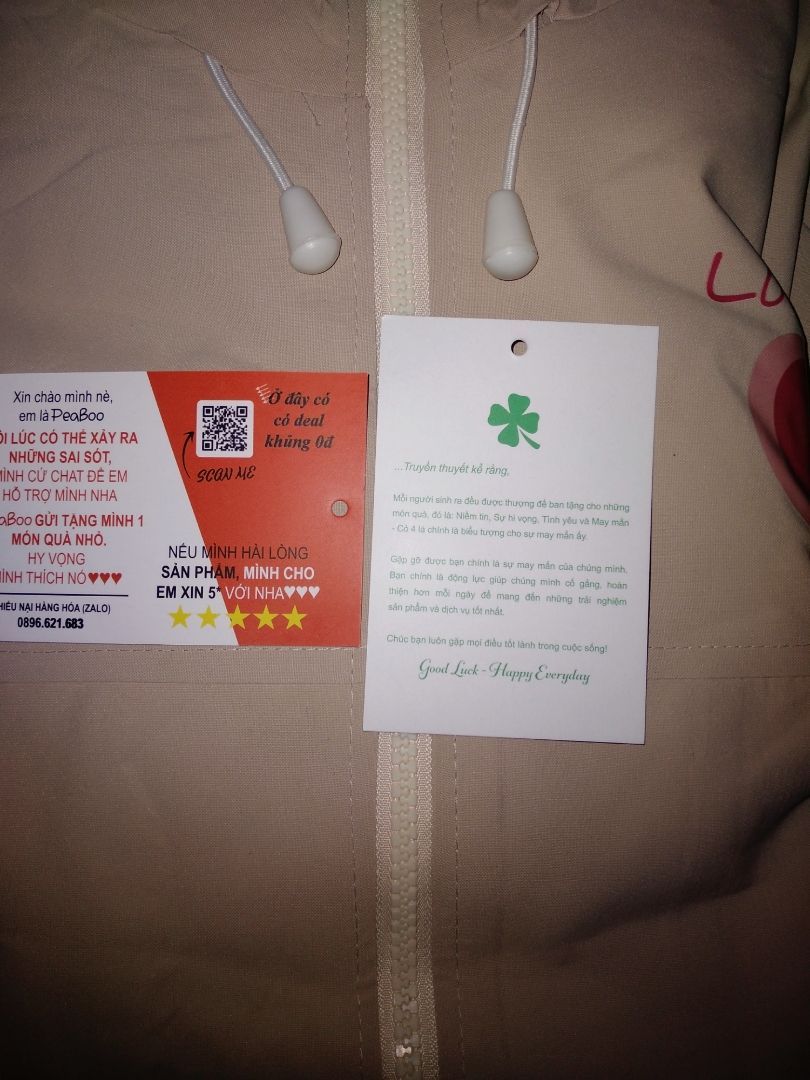 Xin chào mình nè,
em là PeaBoo
LÚC CÓ THỂ XẢY RA
NHỮNG SAI SÓT,
MÌNH CỨ CHAT ĐỂ EM
HỖ TRỢ MÌNH NHA
PeaBoo GỬI TẶNG MÌNH 1
MÓN QUÀ NHỎ.
HY VỌNG
MÌNH THÍCH NÓ♥♥♥
KHIẾU NẠI HÀNG HÓA (ZALO)
0896.621.683
Ở đây có
có deal
khủng 0đ
SCAN ME
NẾU MÌNH HÀI LÒNG
SẢN PHẨM, MÌNH CHO
EM XIN 5* VỚI NHA♥♥♥
...Truyền thuyết kể rằng,
Mỗi người sinh ra đều được thượng đế ban tặng cho những
món quà, đó là: Niềm tin, Sự hi vọng, Tình yêu và May mắn
- Cỏ 4 lá chính là biểu tượng cho sự may mắn ấy.
Gặp gỡ được bạn chính là sự may mắn của chúng mình.
Bạn chính là động lực giúp chúng mình cố gắng, hoàn
thiện hơn mỗi ngày để mang đến những trải nghiệm
sản phẩm và dịch vụ tốt nhất.
Chúc bạn luôn gặp mọi điều tốt lành trong cuộc sống!
Good Luck - Happy Everyday